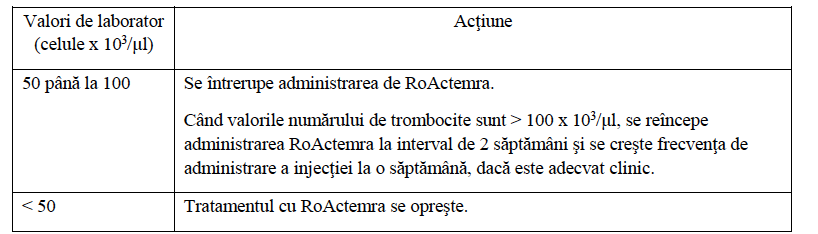 Valori de laborator
(celule x 10³/μl)
Acţiune
50 până la 100
Se întrerupe administrarea de RoActemra.
Când valorile numărului de trombocite sunt > 100 x 10³/μl, se reîncepe
administrarea RoActemra la interval de 2 săptămâni şi se creşte frecvenţa de
administrare a injecţiei la o săptămână, dacă este adecvat clinic.
< 50
Tratamentul cu RoActemra se opreşte.